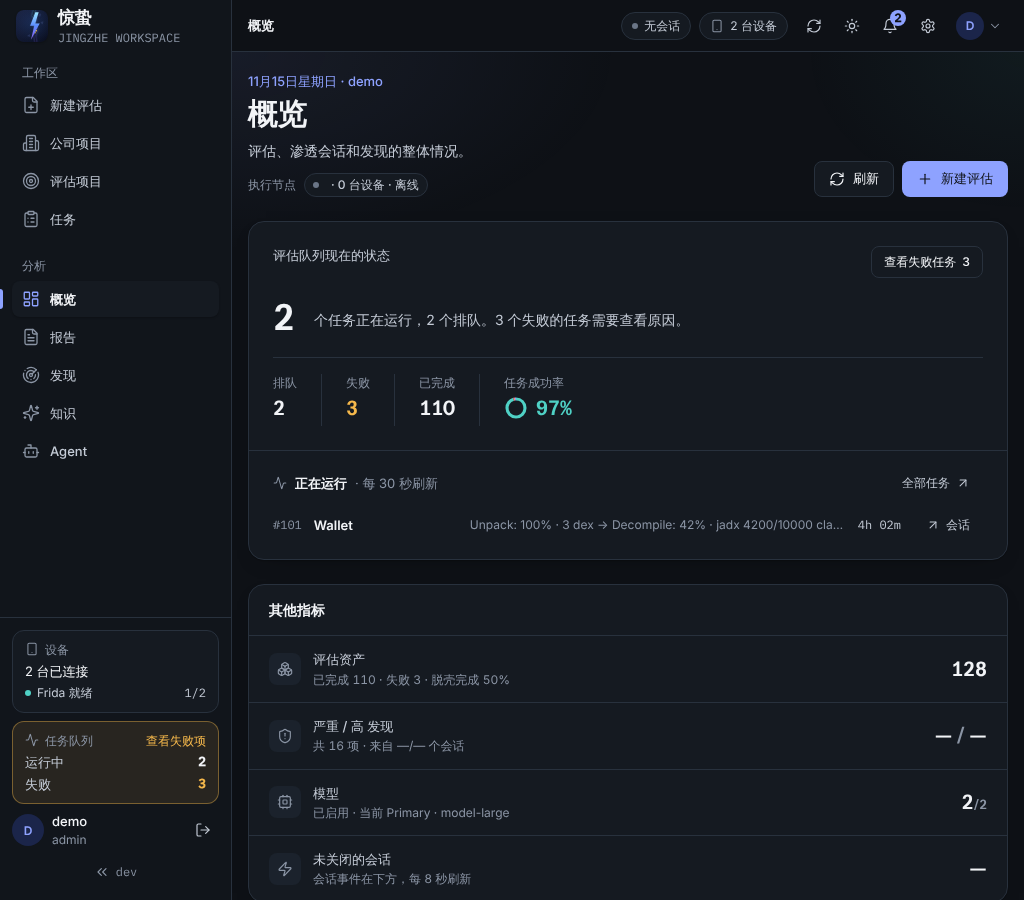 惊蛰
JINGZHE WORKSPACE
工作区
新建评估
公司项目
评估项目
任务
分析
概览
报告
发现
知识
Agent
设备
2 台已连接
Frida 就绪 1/2
任务队列 查看失败项
运行中 2
失败 3
D demo
admin
dev
概览 无会话 2 台设备 2 D
11月15日星期日 · demo
概览
评估、渗透会话和发现的整体情况。
执行节点 · 0 台设备 · 离线
刷新 新建评估
评估队列现在的状态 查看失败任务 3
2 个任务正在运行，2 个排队。3 个失败的任务需要查看原因。
排队 失败 已完成 任务成功率
2 3 110 97%
正在运行 · 每 30 秒刷新 全部任务
#101 Wallet Unpack: 100% · 3 dex → Decompile: 42% · jadx 4200/10000 cla... 4h 02m 会话
其他指标
评估资产 128
已完成 110 · 失败 3 · 脱壳完成 50%
严重 / 高 发现 — / —
共 16 项 · 来自 —/— 个会话
模型 2/2
已启用 · 当前 Primary · model-large
未关闭的会话 —
会话事件在下方，每 8 秒刷新